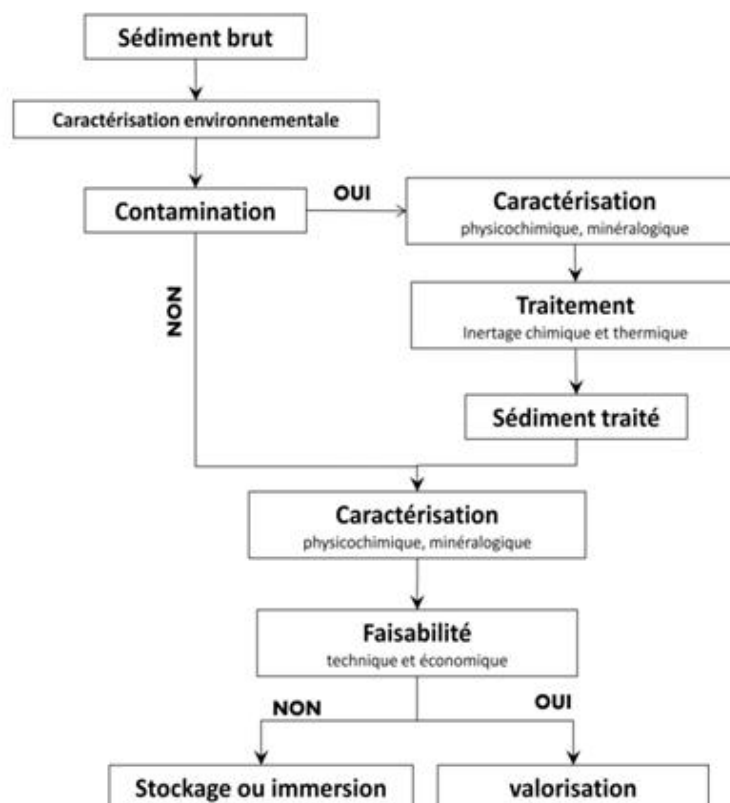 Sédiment brut
Caractérisation environnementale
Contamination
OUI
Caractérisation
physicochimique, minéralogique
NON
Traitement
Inertage chimique et thermique
Sédiment traité
Caractérisation
physicochimique, minéralogique
Faisabilité
technique et économique
NON
OUI
Stockage ou immersion
valorisation